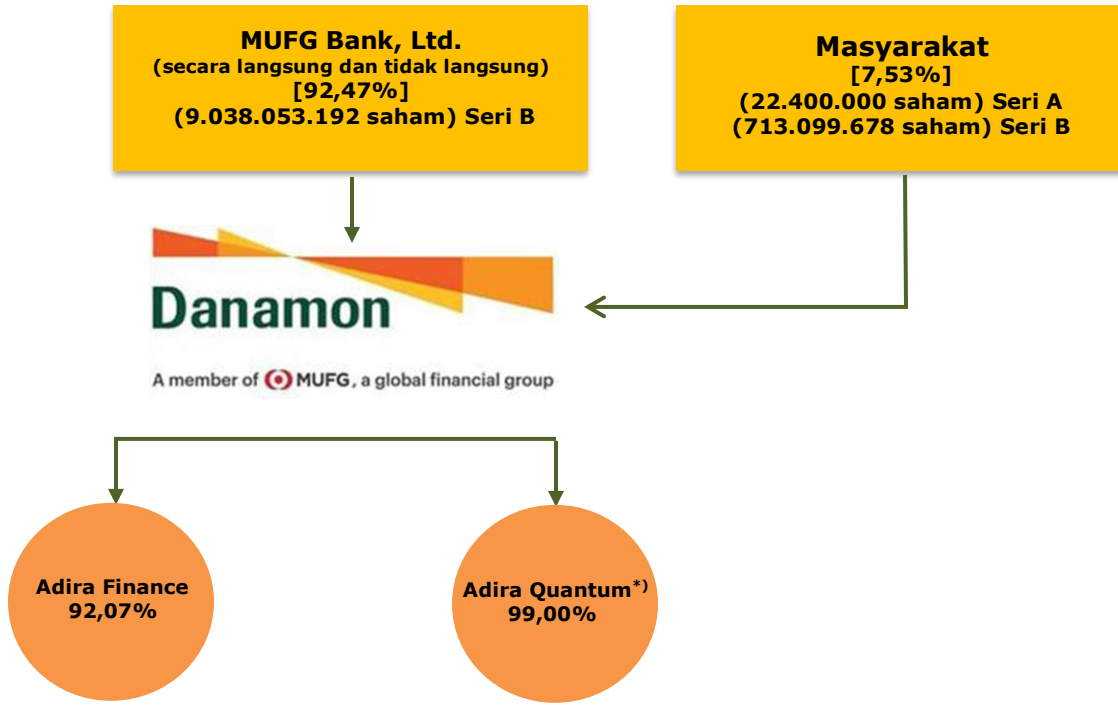 MUFG Bank, Ltd.
(secara langsung dan tidak langsung)
[92,47%]
(9.038.053.192 saham) Seri B
Masyarakat
[7,53%]
(22.400.000 saham) Seri A
(713.099.678 saham) Seri B
Danamon
A member of MUFG, a global financial group
Adira Finance
92,07%
Adira Quantum*)
99,00%